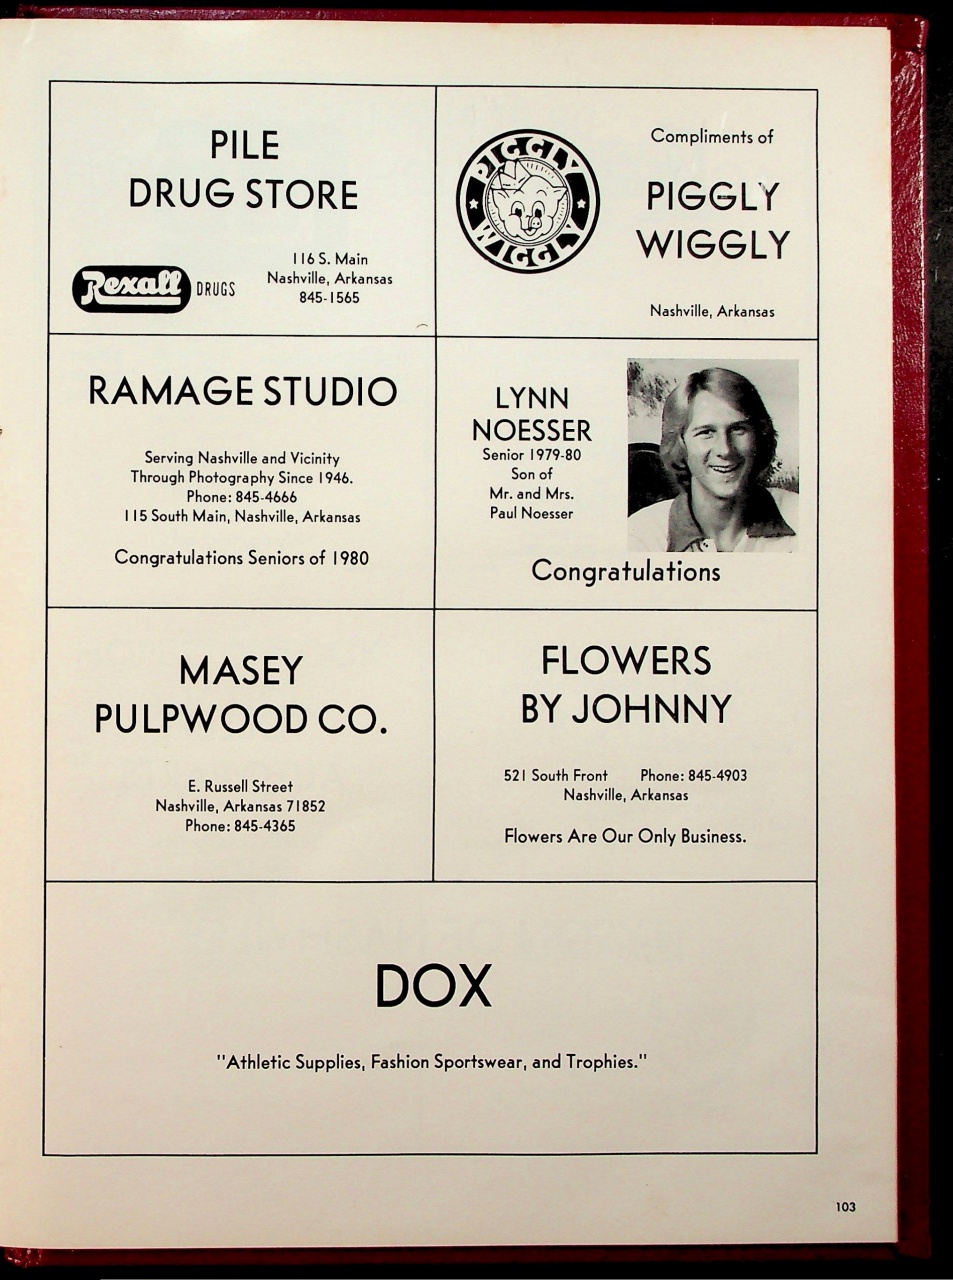 PILE
DRUG STORE
Rexall DRUGS
116 S. Main
Nashville, Arkansas
845-1565
PIGGLY
WIGGLY
Compliments of
PIGGLY
WIGGLY
Nashville, Arkansas
RAMAGE STUDIO
Serving Nashville and Vicinity
Through Photography Since 1946.
Phone: 845-4666
115 South Main, Nashville, Arkansas
Congratulations Seniors of 1980
LYNN
NOESSER
Senior 1979-80
Son of
Mr. and Mrs.
Paul Noesser
Congratulations
MASEY
PULPWOOD CO.
E. Russell Street
Nashville, Arkansas 71852
Phone: 845-4365
FLOWERS
BY JOHNNY
521 South Front Phone: 845-4903
Nashville, Arkansas
Flowers Are Our Only Business.
DOX
"Athletic Supplies, Fashion Sportswear, and Trophies."
103